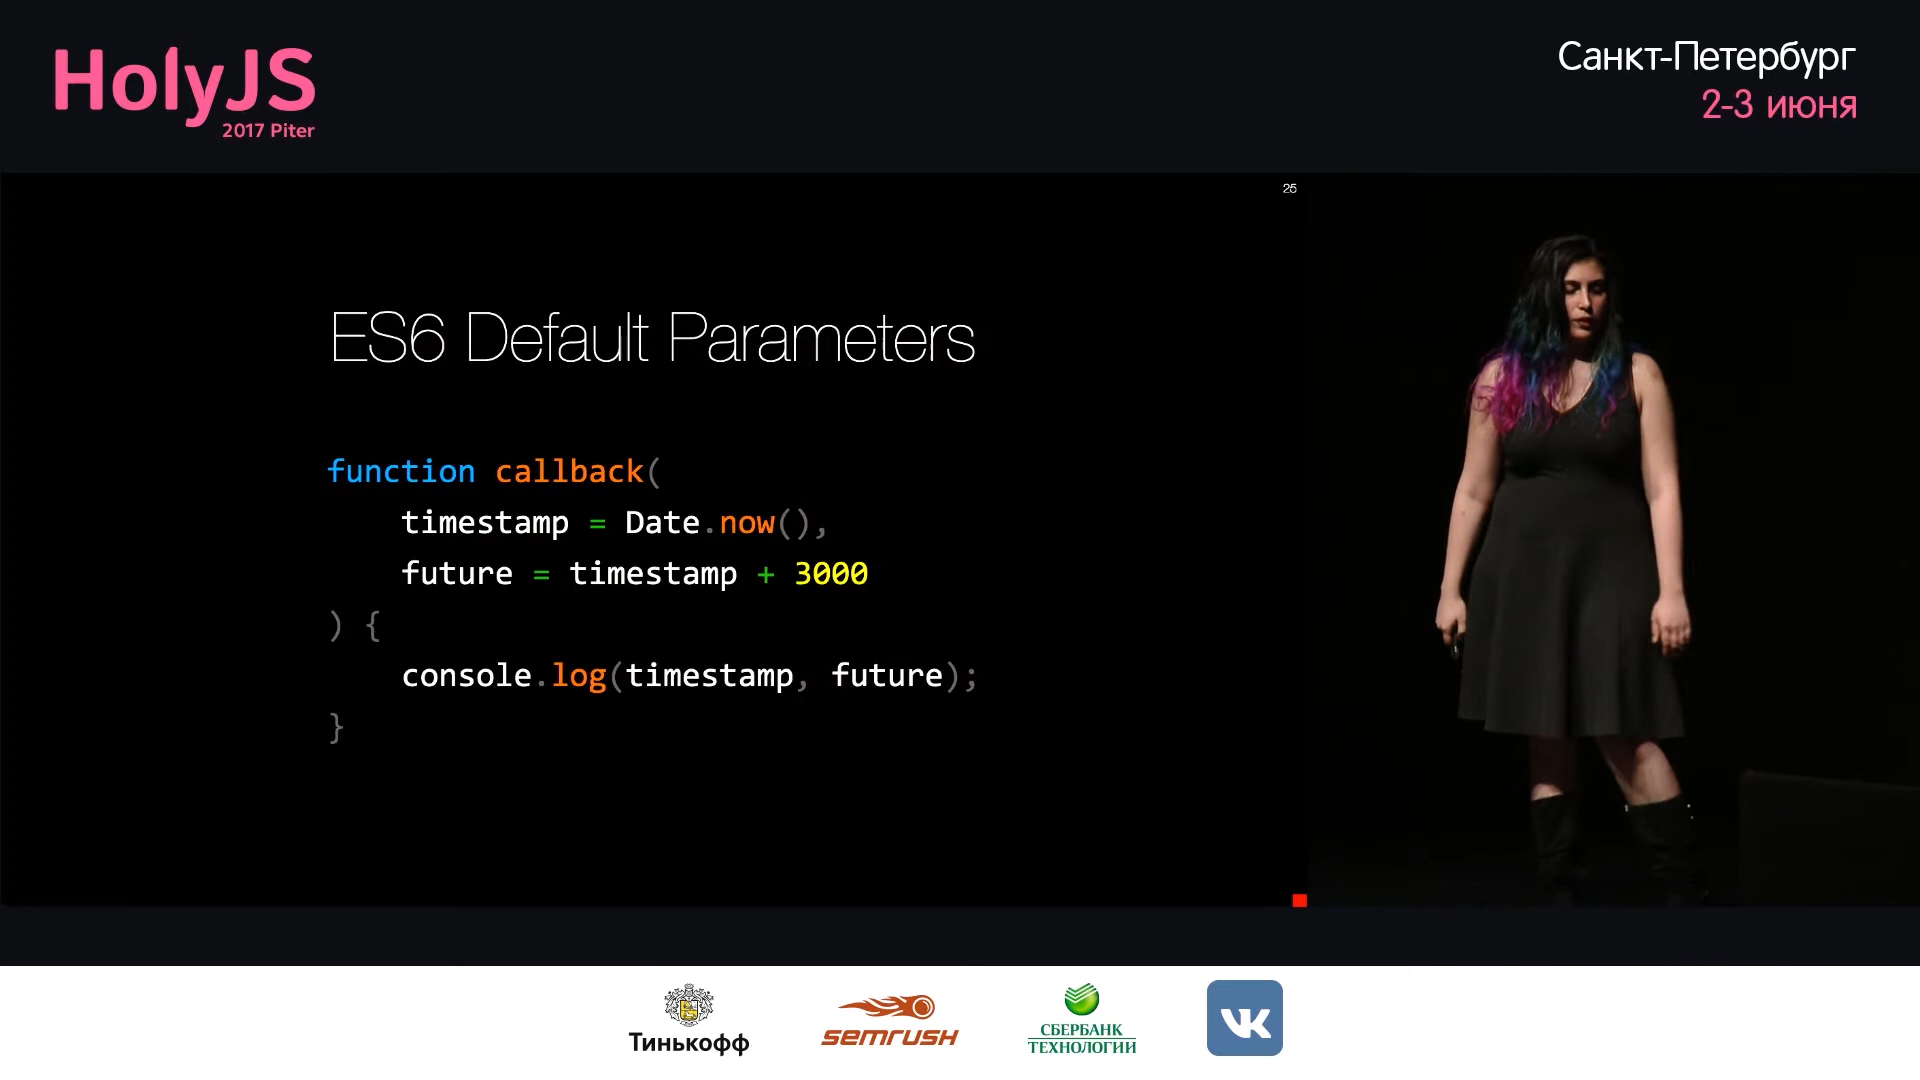 HolyJS
2017 Piter
Санкт-Петербург
2-3 июня
25
ES6 Default Parameters
function callback(
    timestamp = Date.now(),
    future = timestamp + 3000
) {
    console.log(timestamp, future);
}
Тинькофф
semrush
СБЕРБАНК
ТЕХНОЛОГИИ
VK